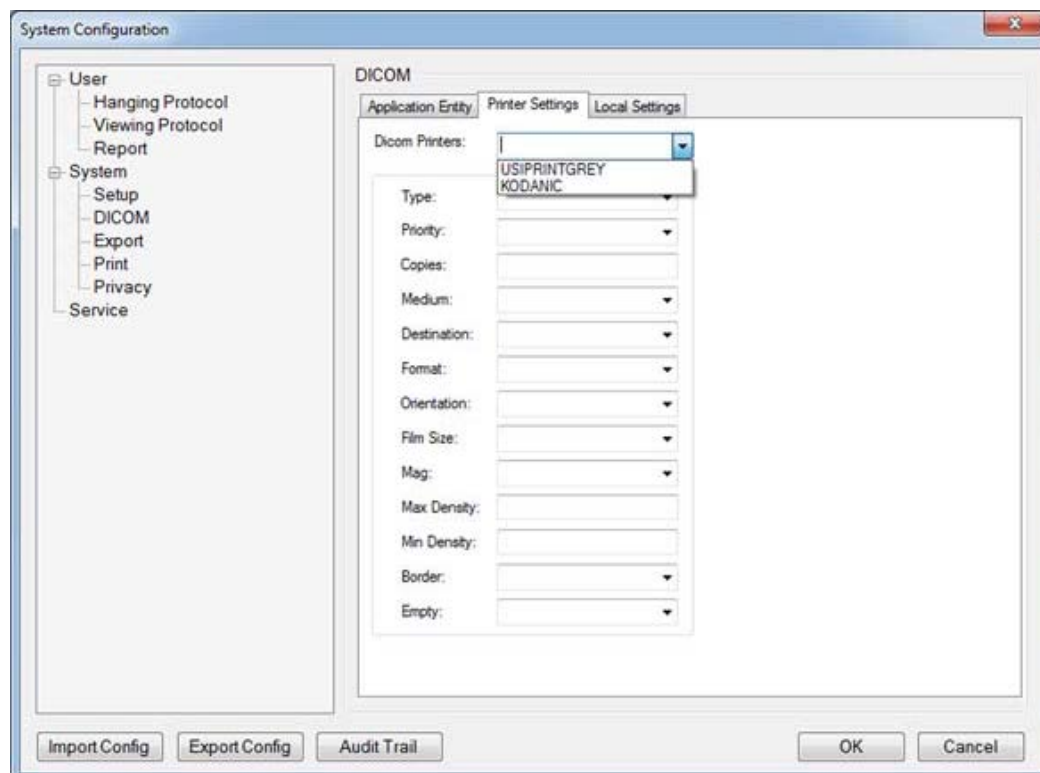 System Configuration
User
Hanging Protocol
Viewing Protocol
Report
System
Setup
DICOM
Export
Print
Privacy
Service
DICOM
Application Entity Printer Settings Local Settings
Dicom Printers:
USIPRINTGREY
KODANIC
Type:
Priority:
Copies:
Medium:
Destination:
Format:
Orientation:
Film Size:
Mag:
Max Density:
Min Density:
Border:
Empty:
Import Config Export Config Audit Trail OK Cancel